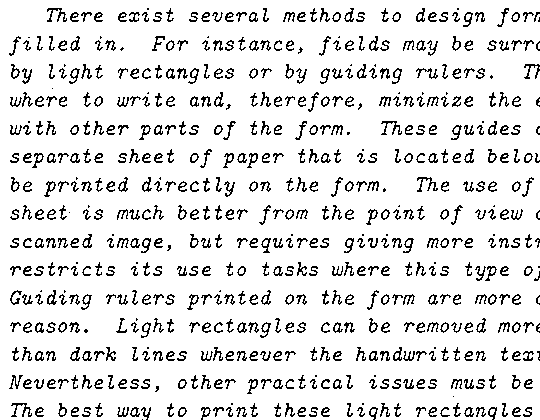 There exist several methods to design form
filled in. For instance, fields may be surro
by light rectangles or by guiding rulers. Th
where to write and, therefore, minimize the e
with other parts of the form. These guides c
separate sheet of paper that is located below
be printed directly on the form. The use of
sheet is much better from the point of view o
scanned image, but requires giving more instr
restricts its use to tasks where this type of
Guiding rulers printed on the form are more c
reason. Light rectangles can be removed more
than dark lines whenever the handwritten text
Nevertheless, other practical issues must be
The best way to print these light rectangles